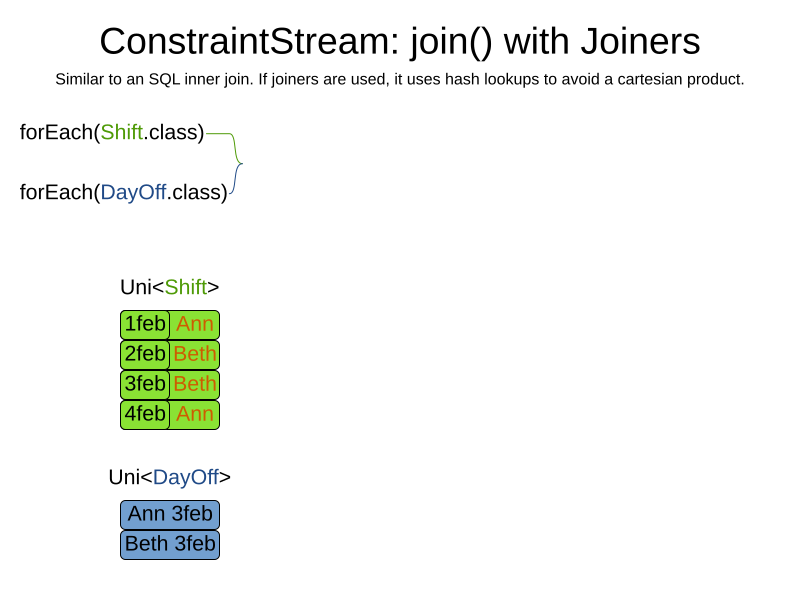 ConstraintStream: join() with Joiners
Similar to an SQL inner join. If joiners are used, it uses hash lookups to avoid a cartesian product.
forEach(Shift.class)
forEach(DayOff.class)
Uni<Shift>
1feb Ann
2feb Beth
3feb Beth
4feb Ann
Uni<DayOff>
Ann 3feb
Beth 3feb